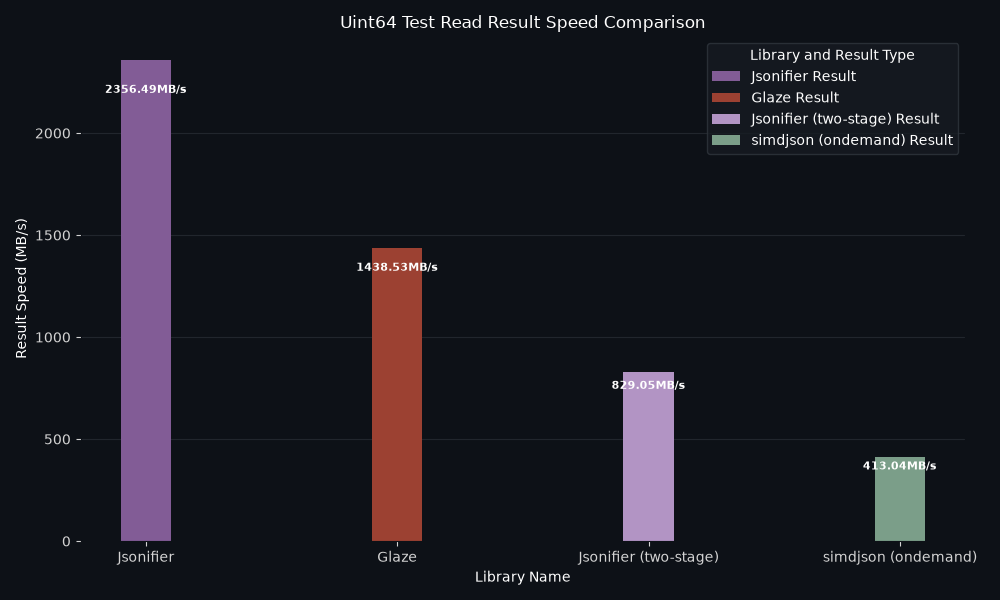 Uint64 Test Read Result Speed Comparison
Library and Result Type
Jsonifier Result
Glaze Result
Jsonifier (two-stage) Result
simdjson (ondemand) Result
2356.49MB/s
1438.53MB/s
829.05MB/s
413.04MB/s
Result Speed (MB/s)
2000
1500
1000
500
0
Jsonifier
Glaze
Jsonifier (two-stage)
simdjson (ondemand)
Library Name